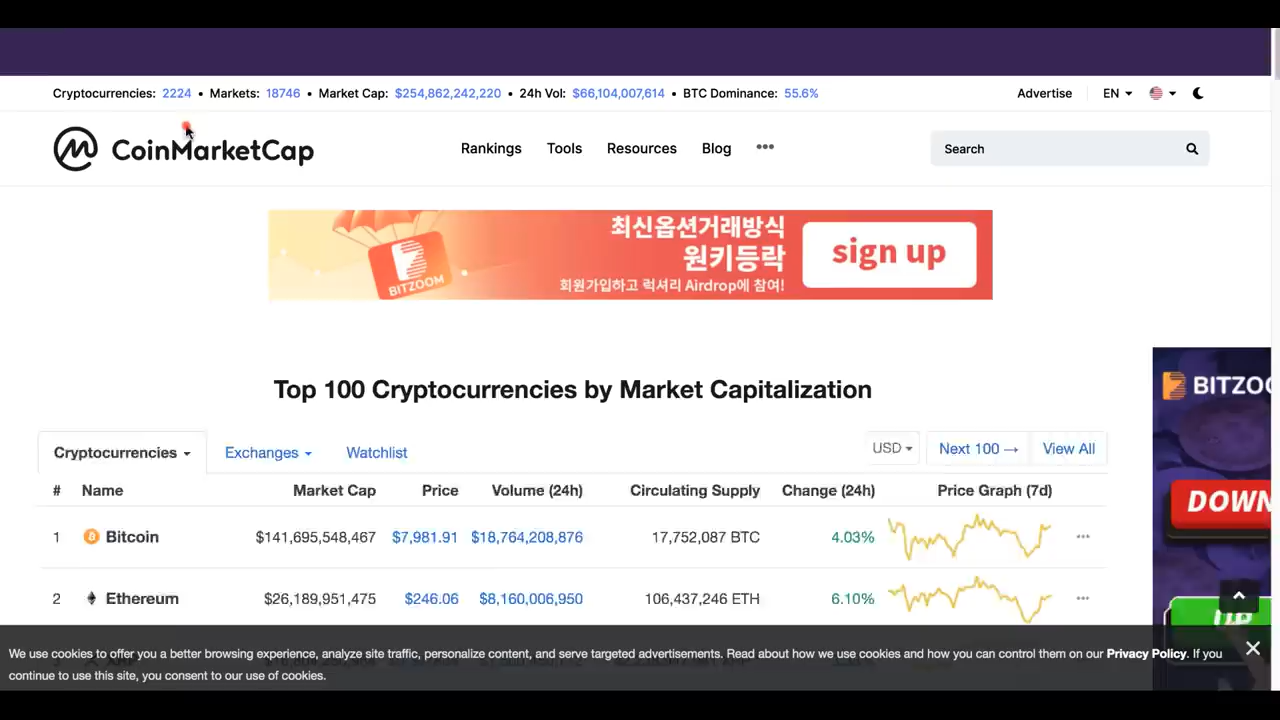 Cryptocurrencies: 2224 • Markets: 18746 • Market Cap: $254,862,242,220 • 24h Vol: $66,104,007,614 • BTC Dominance: 55.6% Advertise EN
CoinMarketCap Rankings Tools Resources Blog ••• Search
최신옵션거래방식
원키등락
회원가입하고 럭셔리 Airdrop에 참여!
BITZOOM
sign up
Top 100 Cryptocurrencies by Market Capitalization
BITZOO
Cryptocurrencies Exchanges Watchlist USD Next 100 → View All
# Name Market Cap Price Volume (24h) Circulating Supply Change (24h) Price Graph (7d)
DOWN
1 Bitcoin $141,695,548,467 $7,981.91 $18,764,208,876 17,752,087 BTC 4.03%
2 Ethereum $26,189,951,475 $246.06 $8,160,006,950 106,437,246 ETH 6.10%
UP
We use cookies to offer you a better browsing experience, analyze site traffic, personalize content, and serve targeted advertisements. Read about how we use cookies and how you can control them on our Privacy Policy. If you
continue to use this site, you consent to our use of cookies.